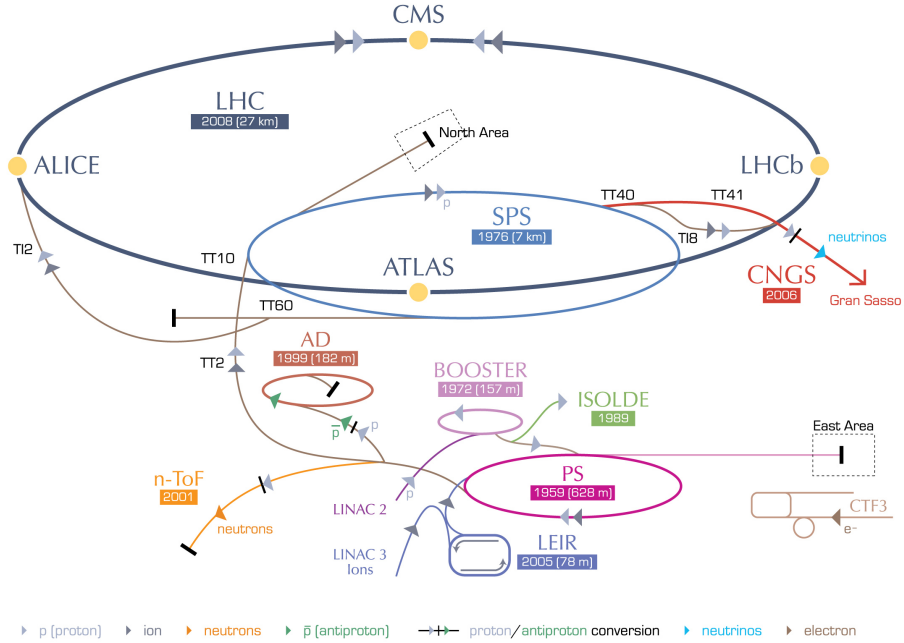 CMS
LHC
2008 (27 km)
North Area
ALICE
LHCb
TT40
TT41
p
SPS
1976 (7 km)
TI8
neutrinos
TI2
TT10
ATLAS
CNGS
2006
Gran Sasso
TT60
AD
1999 (182 m)
TT2
BOOSTER
1972 (157 m)
ISOLDE
1989
p
p̅
East Area
n-ToF
2001
PS
1959 (628 m)
p
LINAC 2
neutrons
CTF3
e⁻
LINAC 3
Ions
LEIR
2005 (78 m)
p (proton)
ion
neutrons
p̅ (antiproton)
proton/antiproton conversion
neutrinos
electron